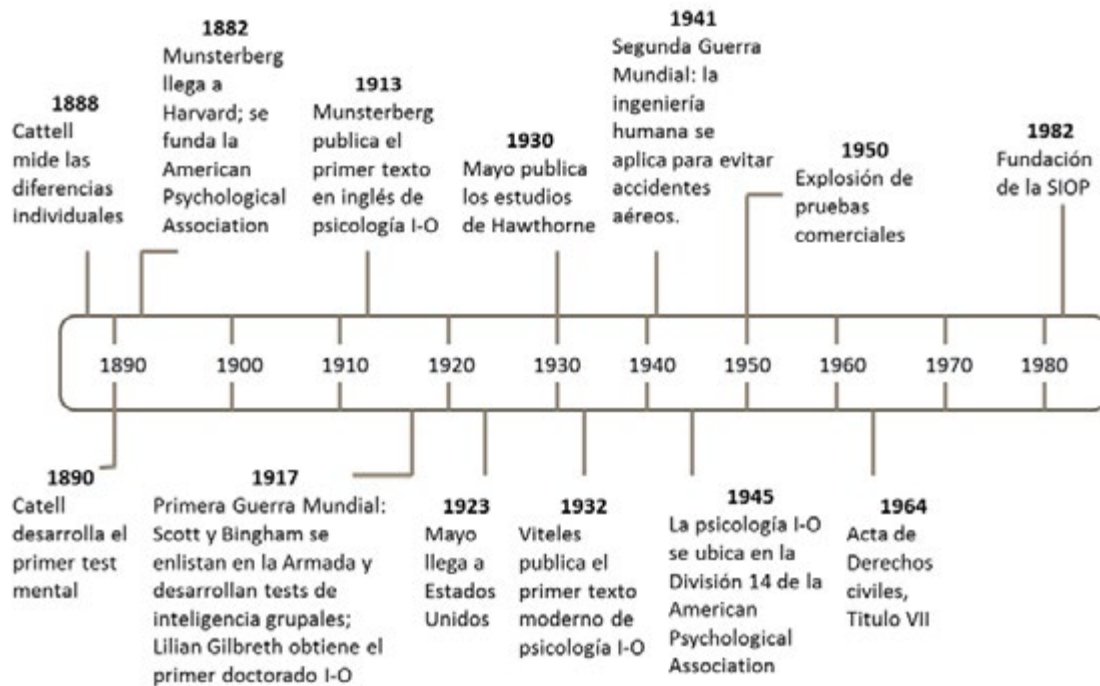 1888
Cattell
mide las
diferencias
individuales
1882
Munsterberg
llega a
Harvard; se
funda la
American
Psychological
Association
1913
Munsterberg
publica el
primer texto
en inglés de
psicología I-O
1930
Mayo publica
los estudios
de Hawthorne
1941
Segunda Guerra
Mundial: la
ingeniería
humana se
aplica para evitar
accidentes
aéreos.
1950
Explosión de
pruebas
comerciales
1982
Fundación
de la SIOP
1890 1900 1910 1920 1930 1940 1950 1960 1970 1980
1890
Catell
desarrolla el
primer test
mental
1917
Primera Guerra Mundial:
Scott y Bingham se
enlistan en la Armada y
desarrollan tests de
inteligencia grupales;
Lilian Gilbreth obtiene el
primer doctorado I-O
1923
Mayo
llega a
Estados
Unidos
1932
Viteles
publica el
primer texto
moderno de
psicología I-O
1945
La psicología I-O
se ubica en la
División 14 de la
American
Psychological
Association
1964
Acta de
Derechos
civiles,
Titulo VII